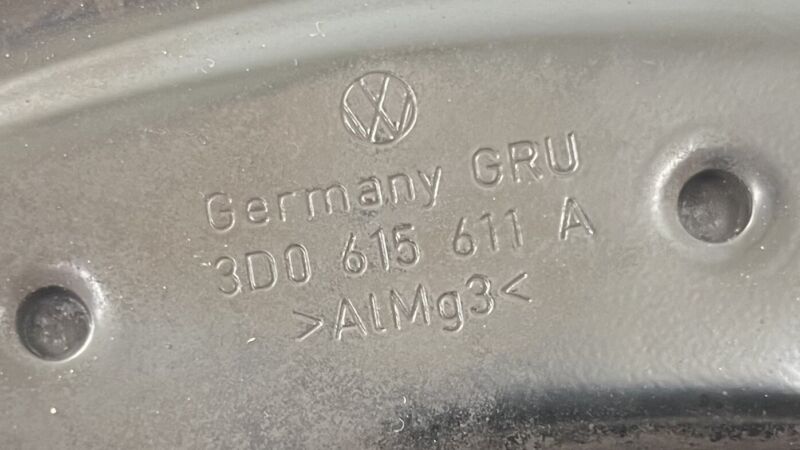 Germany GRU
3D0 615 611 A
>AlMg3<